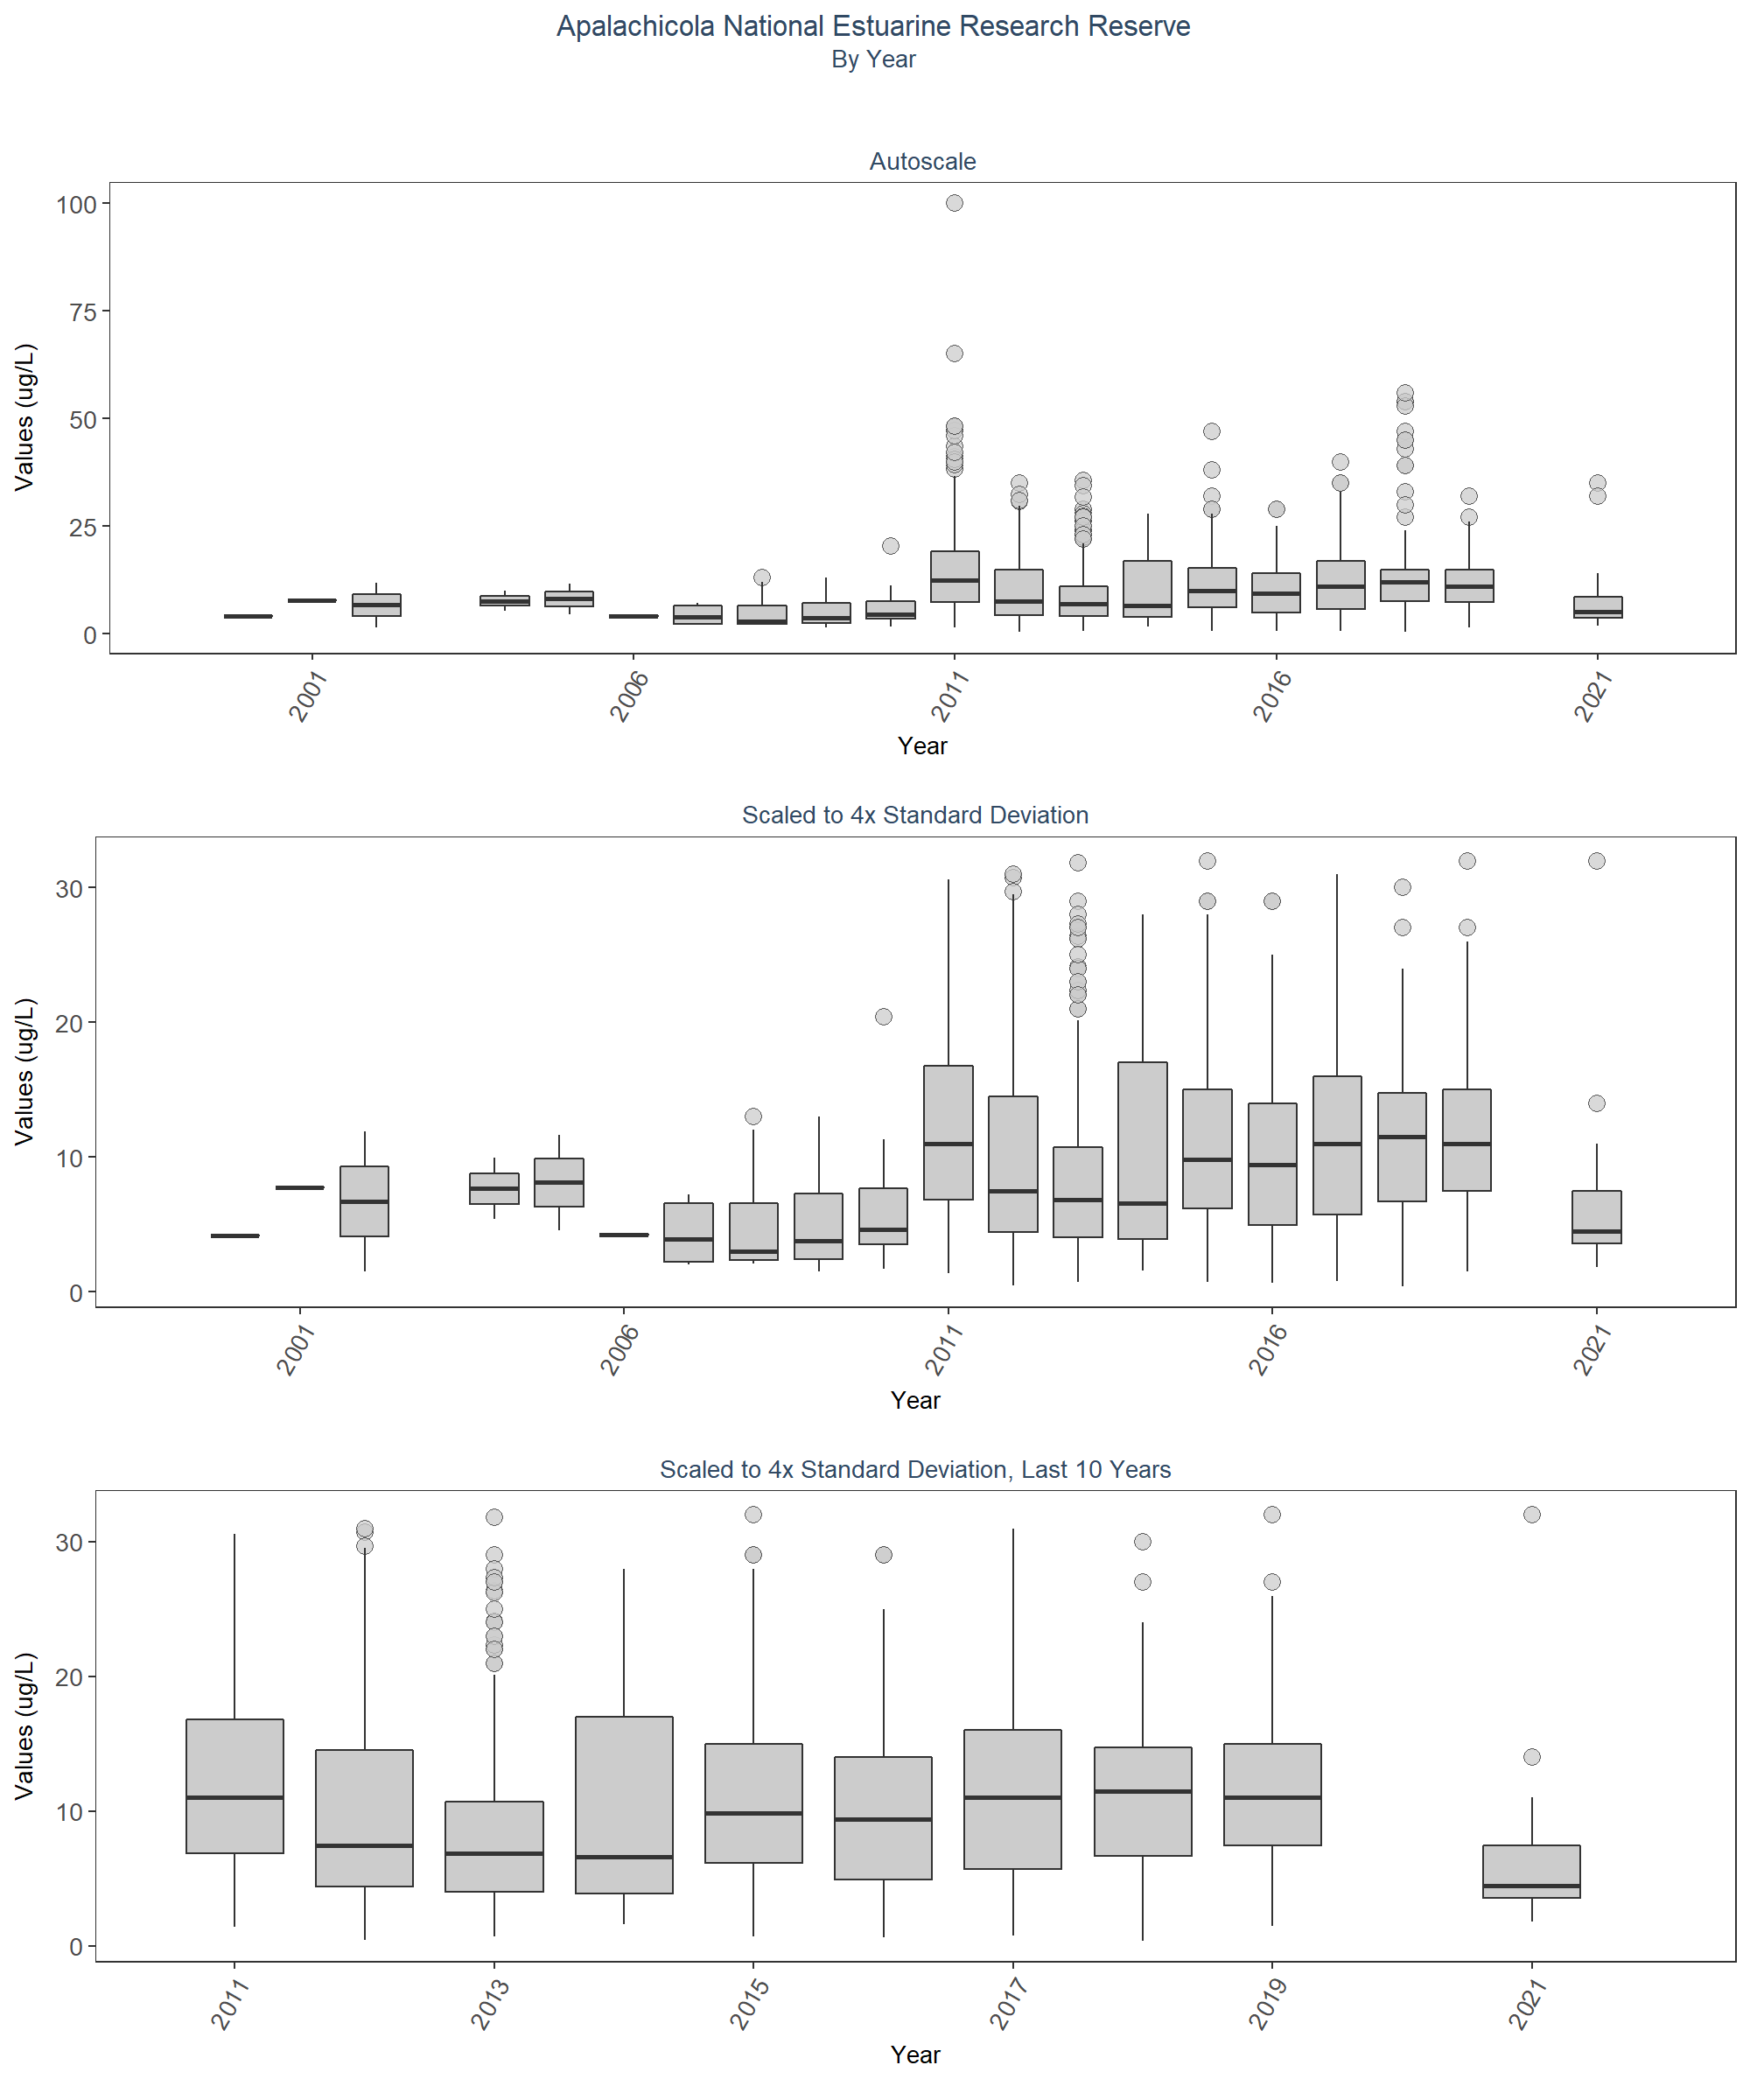 Apalachicola National Estuarine Research Reserve
By Year
Autoscale
100
75
50
25
0
Values (ug/L)
2001
2006
2011
2016
2021
Year
Scaled to 4x Standard Deviation
30
20
10
0
Values (ug/L)
2001
2006
2011
2016
2021
Year
Scaled to 4x Standard Deviation, Last 10 Years
30
20
10
0
Values (ug/L)
2011
2013
2015
2017
2019
2021
Year